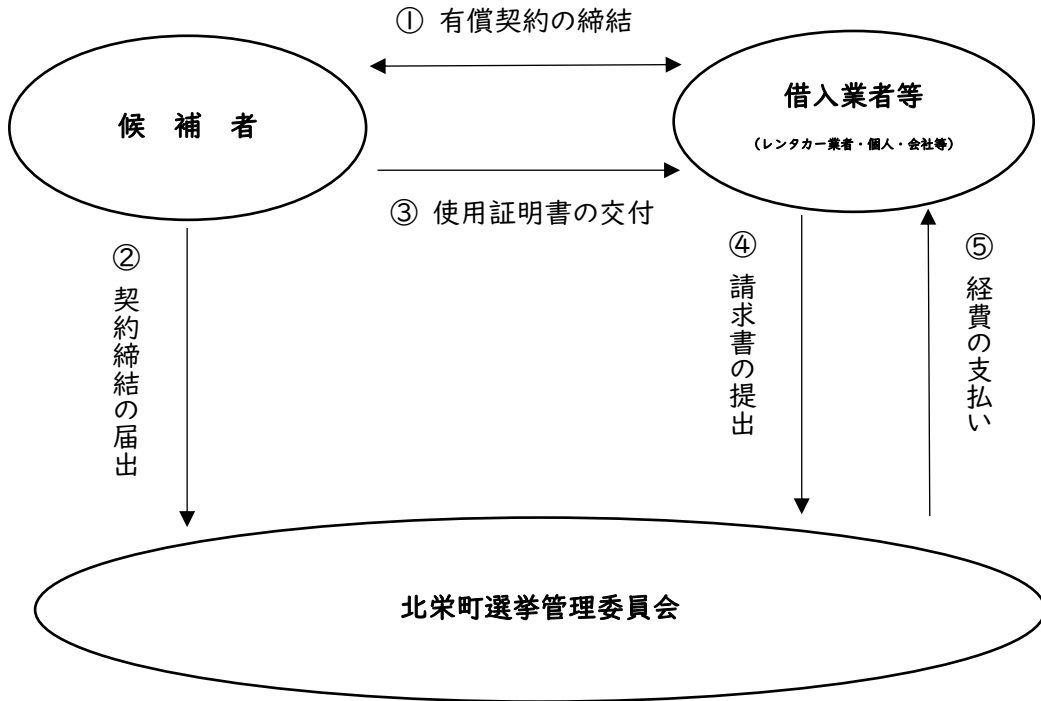 ① 有償契約の締結
候 補 者
借入業者等
(レンタカー業者・個人・会社等)
③ 使用証明書の交付
② 契約締結の届出
④ 請求書の提出
⑤ 経費の支払い
北栄町選挙管理委員会